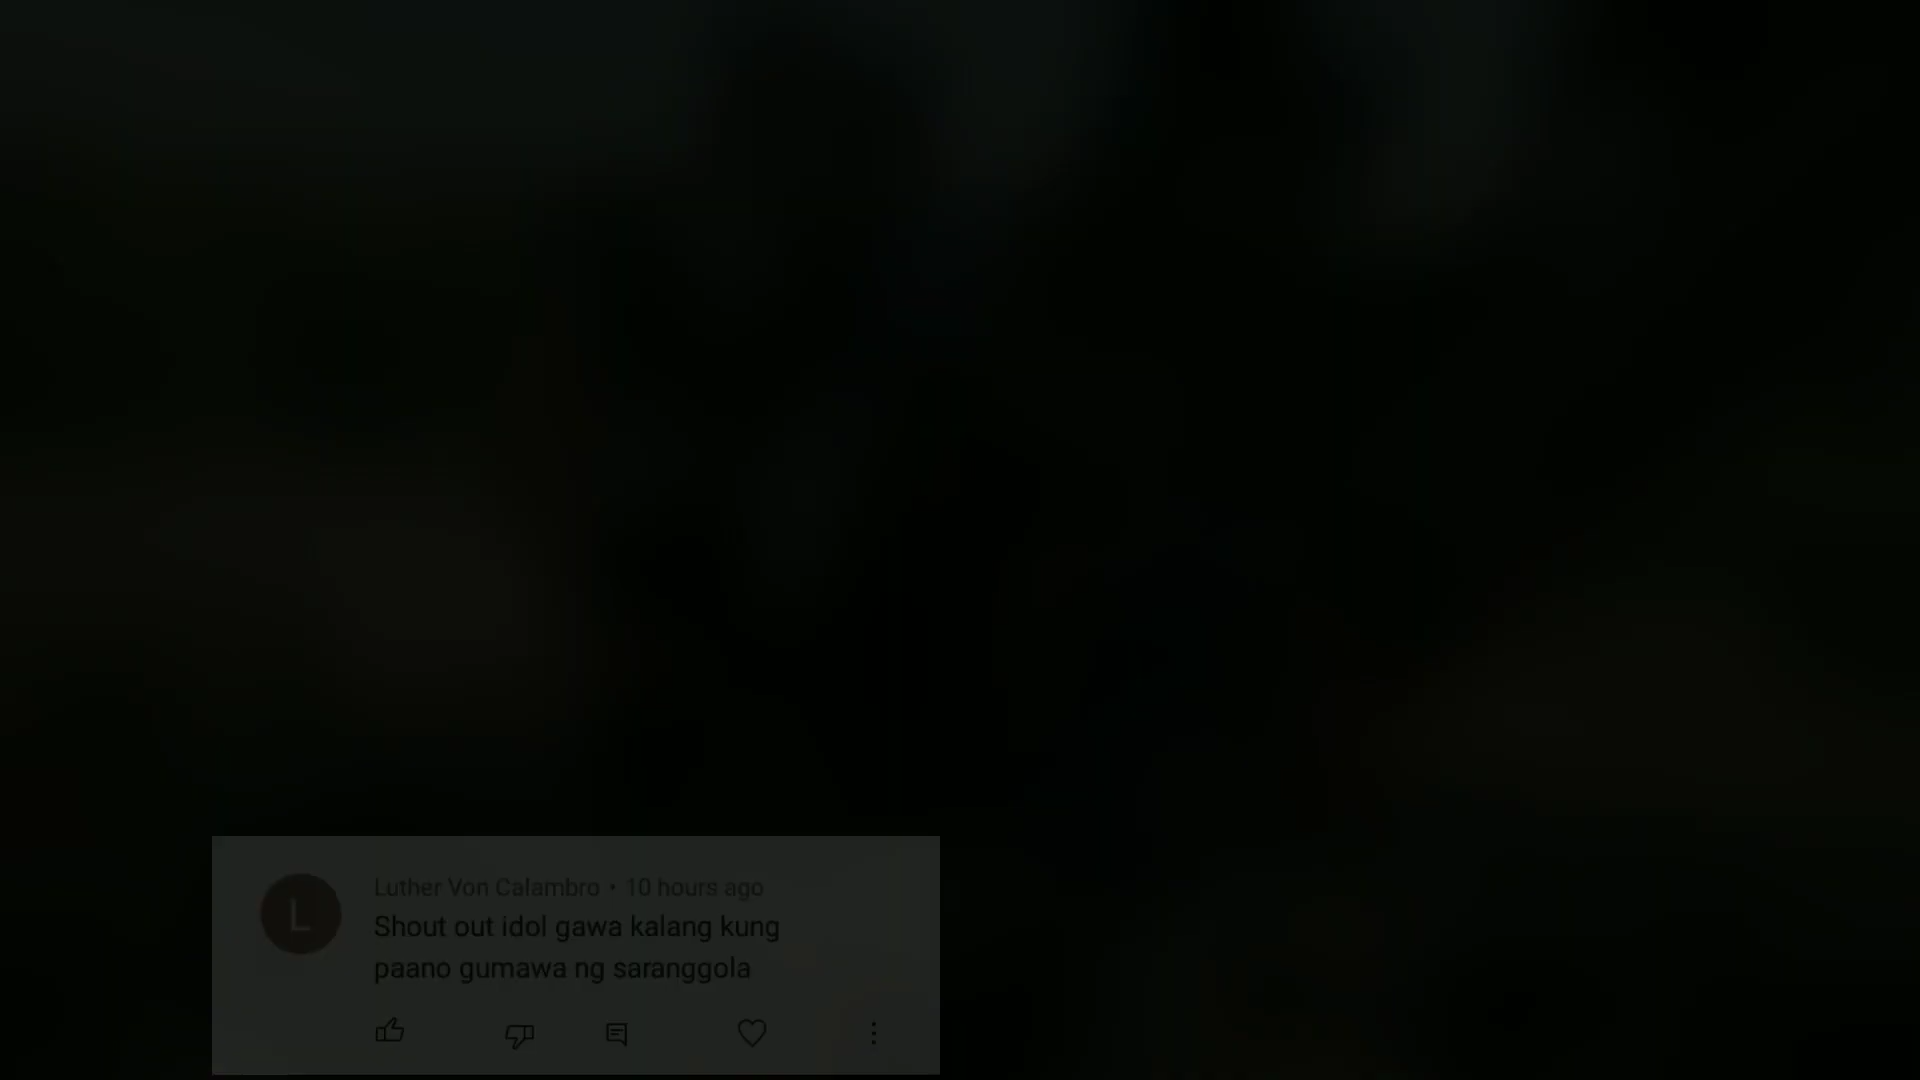 L
Luther Von Calambro • 10 hours ago
Shout out idol gawa kalang kung
paano gumawa ng saranggola